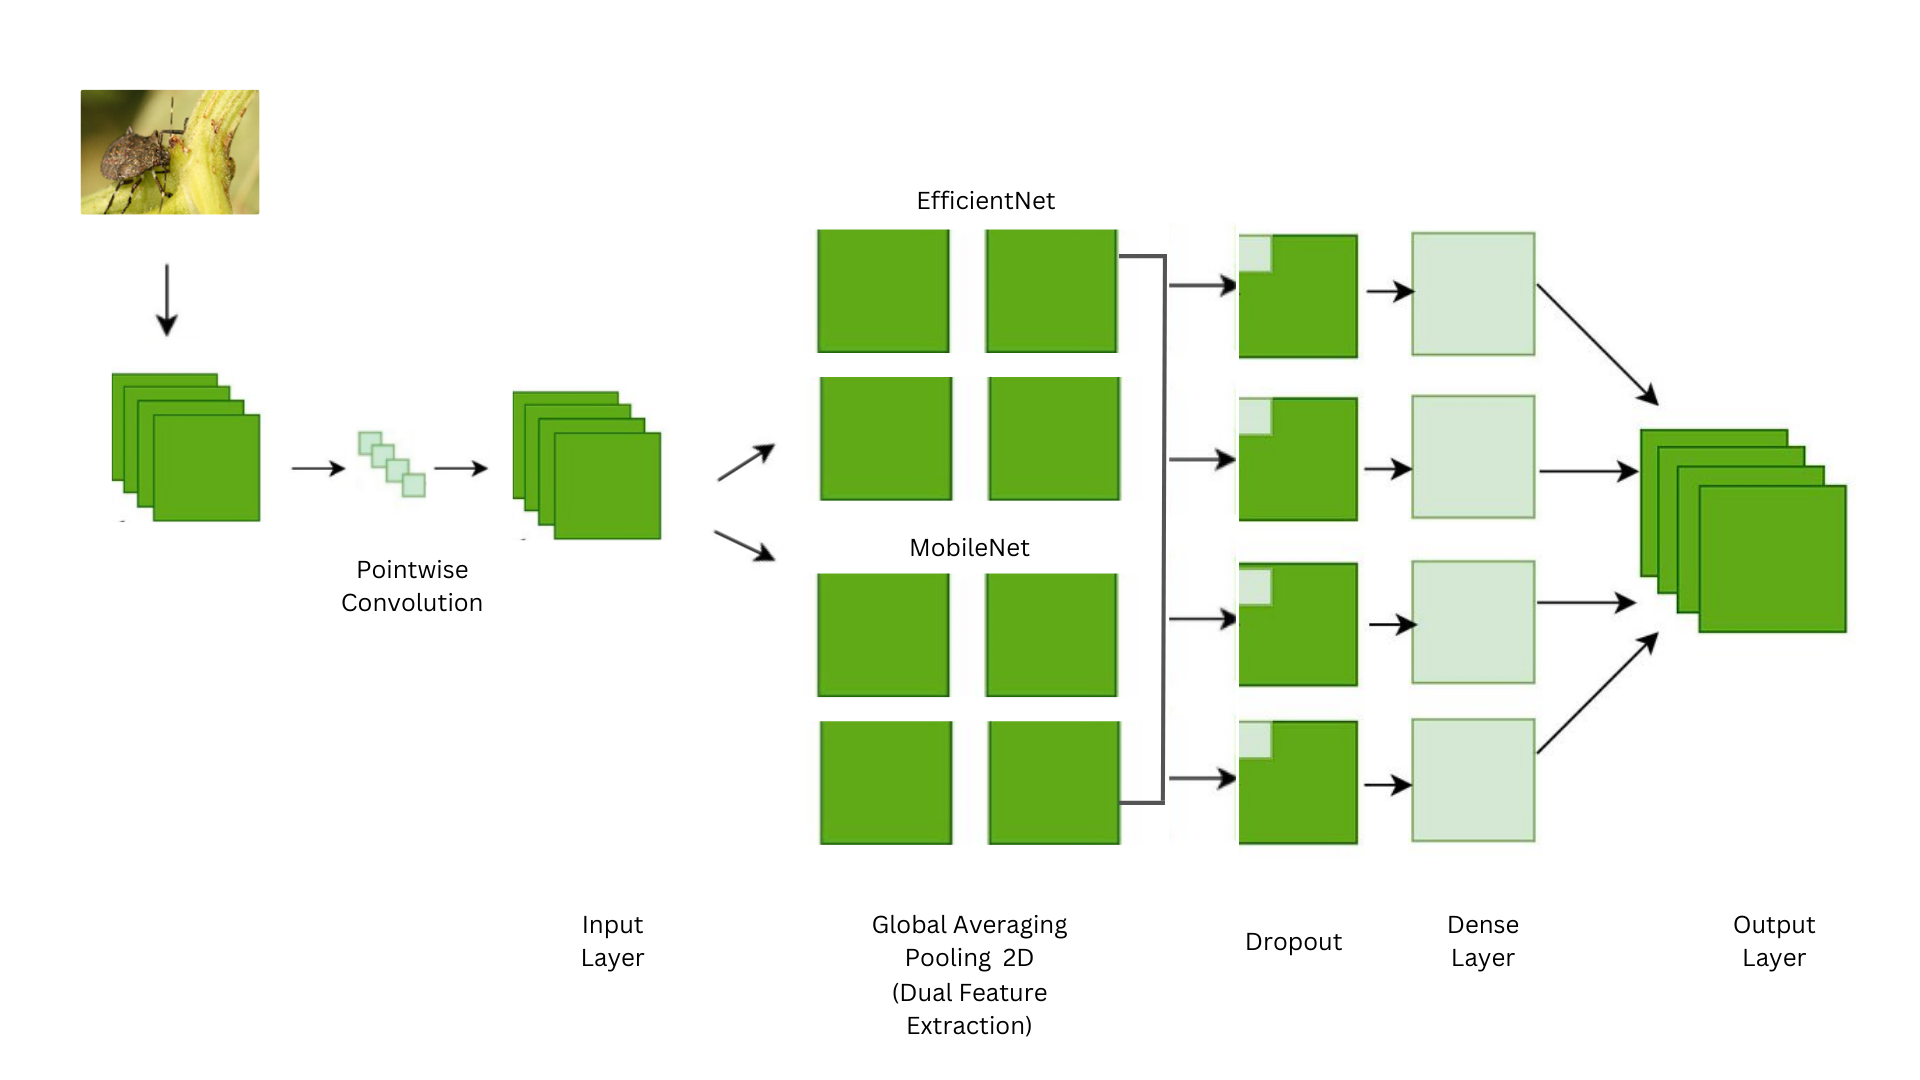 EfficientNet
MobileNet
Pointwise
Convolution
Input
Layer
Global Averaging
Pooling 2D
(Dual Feature
Extraction)
Dropout
Dense
Layer
Output
Layer